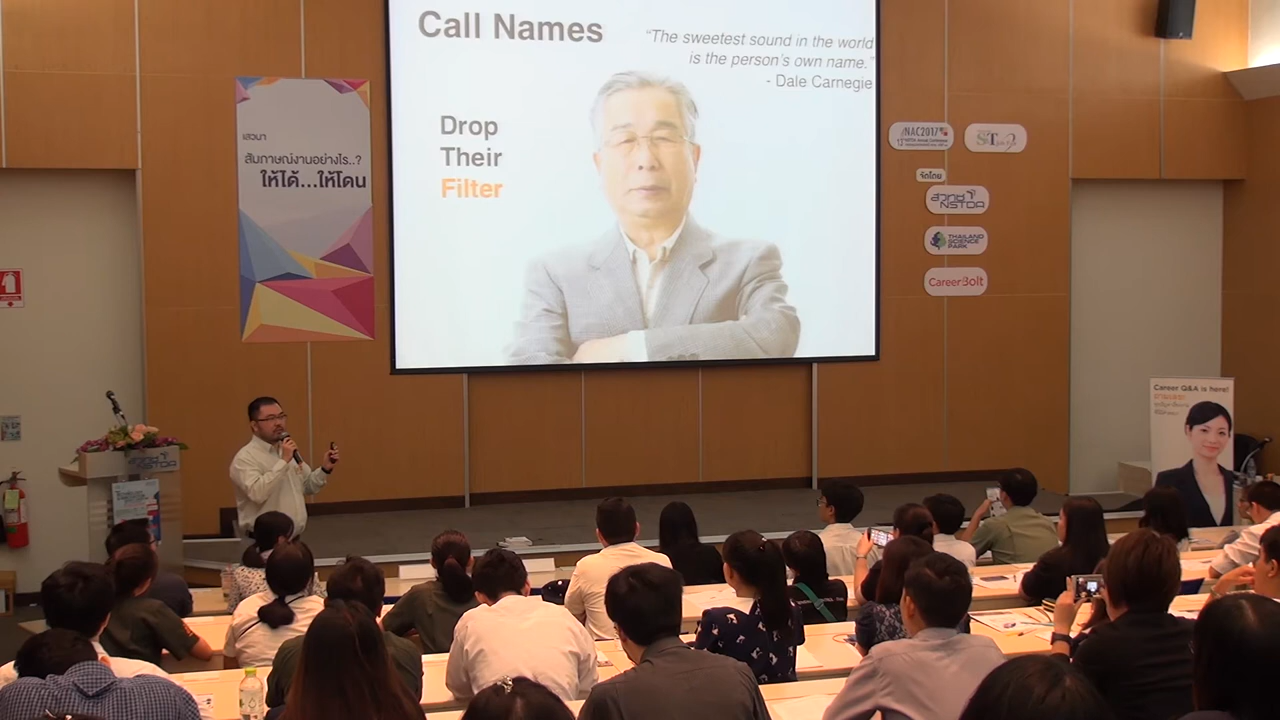 Call Names
“The sweetest sound in the world
is the person's own name.”
- Dale Carnegie
Drop
Their
Filter
เสวนา
สัมภาษณ์งานอย่างไร..?
ให้ได้...ให้โดน
NAC2017
จัดโดย
สวทช
NSTDA
THAILAND
SCIENCE
PARK
CareerBolt
NSTDA
Career Q&A is here!